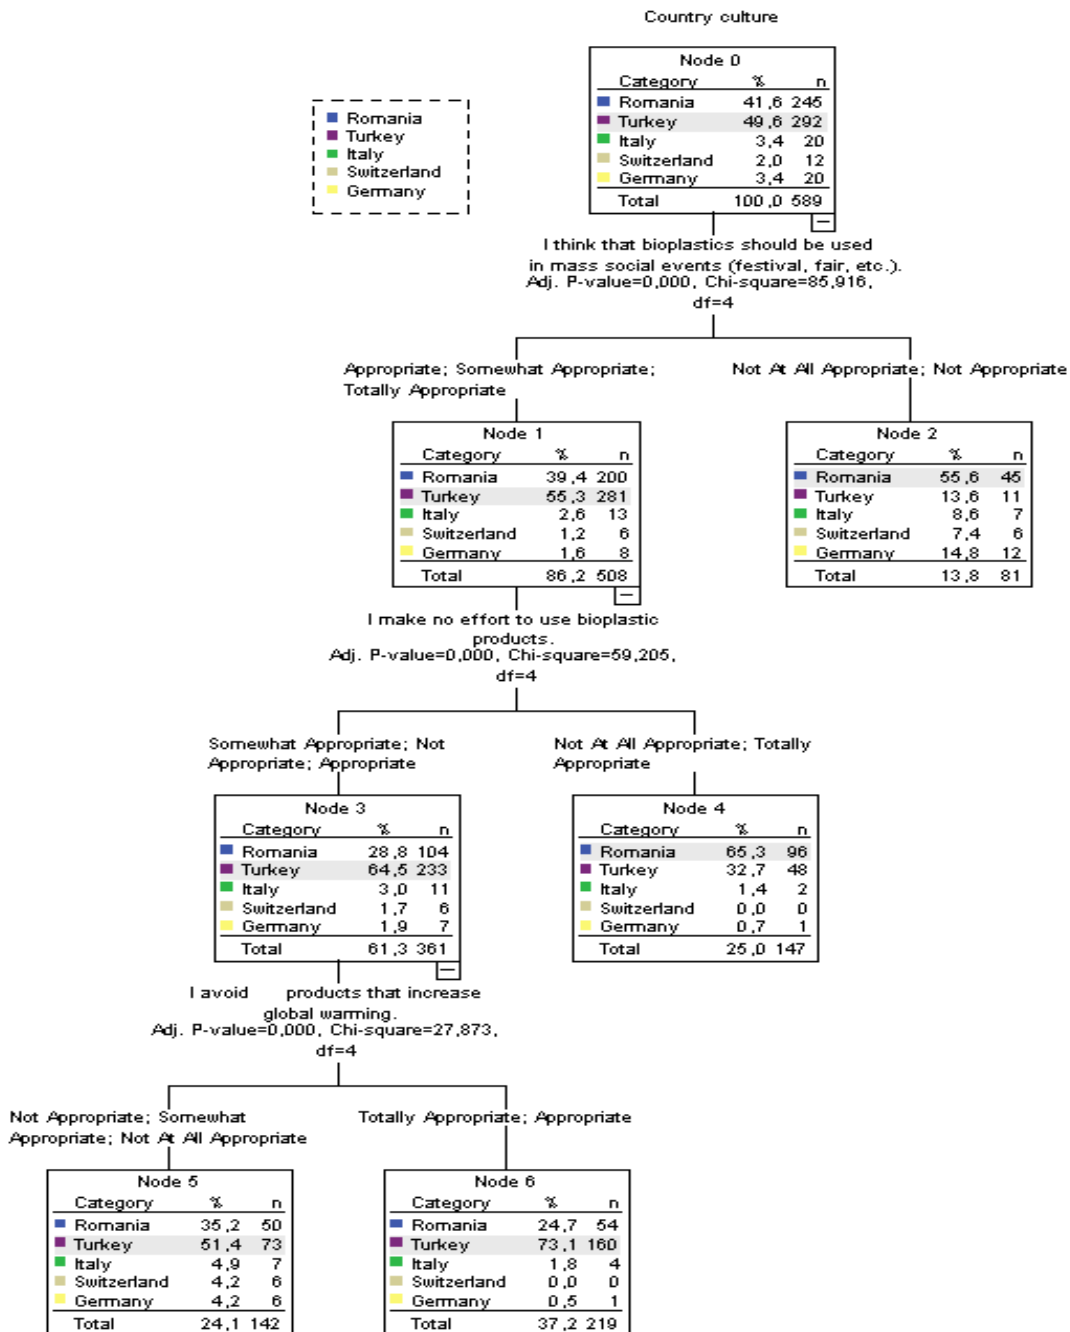 Country culture
Romania
Turkey
Italy
Switzerland
Germany
Node 0
Category % n
Romania 41,6 245
Turkey 49,6 292
Italy 3,4 20
Switzerland 2,0 12
Germany 3,4 20
Total 100,0 589
I think that bioplastics should be used
in mass social events (festival, fair, etc.).
Adj. P-value=0,000, Chi-square=85,916,
df=4
Appropriate; Somewhat Appropriate;
Totally Appropriate
Not At All Appropriate; Not Appropriate
Node 1
Category % n
Romania 39,4 200
Turkey 55,3 281
Italy 2,6 13
Switzerland 1,2 6
Germany 1,6 8
Total 86,2 508
Node 2
Category % n
Romania 55,6 45
Turkey 13,6 11
Italy 8,6 7
Switzerland 7,4 6
Germany 14,8 12
Total 13,8 81
I make no effort to use bioplastic
products.
Adj. P-value=0,000, Chi-square=59,205,
df=4
Somewhat Appropriate; Not
Appropriate; Appropriate
Not At All Appropriate; Totally
Appropriate
Node 3
Category % n
Romania 28,8 104
Turkey 64,5 233
Italy 3,0 11
Switzerland 1,7 6
Germany 1,9 7
Total 61,3 361
Node 4
Category % n
Romania 65,3 96
Turkey 32,7 48
Italy 1,4 2
Switzerland 0,0 0
Germany 0,7 1
Total 25,0 147
I avoid products that increase
global warming.
Adj. P-value=0,000, Chi-square=27,873,
df=4
Not Appropriate; Somewhat
Appropriate; Not At All Appropriate
Totally Appropriate; Appropriate
Node 5
Category % n
Romania 35,2 50
Turkey 51,4 73
Italy 4,9 7
Switzerland 4,2 6
Germany 4,2 6
Total 24,1 142
Node 6
Category % n
Romania 24,7 54
Turkey 73,1 160
Italy 1,8 4
Switzerland 0,0 0
Germany 0,5 1
Total 37,2 219